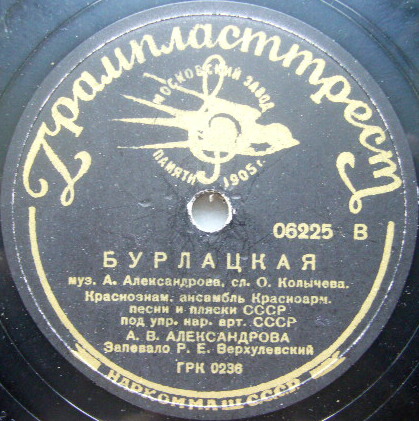 Грампласттрест
МОСКОВСКИЙ ЗАВОД
ПАМЯТИ 1905 г.
06225 В
БУРЛАЦКАЯ
муз. А. Александрова, сл. О. Колычева.
Краснознам. ансамбль Красноарм.
песни и пляски СССР
под упр. нар. арт. СССР
А. В. АЛЕКСАНДРОВА
Запевало Р. Е. Верхулевский
ГРК 0236
НАРКОММАШ СССР